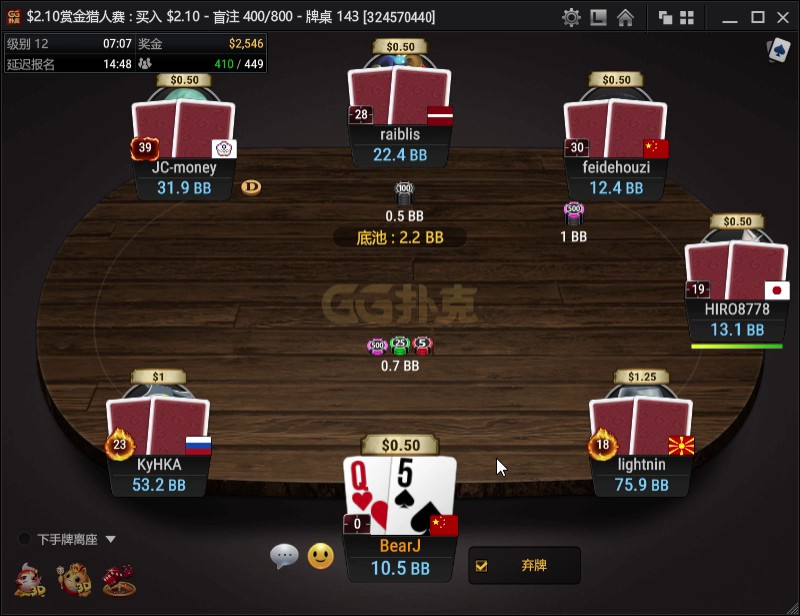 $2.10赏金猎人赛 : 买入 $2.10 - 盲注 400/800 - 牌桌 143 [324570440]
级别 12 07:07 奖金 $2,546
延迟报名 14:48 410 / 449
$0.50
28
raiblis
22.4 BB
$0.50
39
JC-money
31.9 BB
D
$0.50
30
feidehouzi
12.4 BB
100
0.5 BB
底池 : 2.2 BB
500
1 BB
$0.50
19
HIRO8778
13.1 BB
GG扑克
500 25 5
0.7 BB
$1
23
KyHKA
53.2 BB
$1.25
18
lightnin
75.9 BB
$0.50
Q 5
0
BearJ
10.5 BB
下手牌离座
弃牌
3D 3D